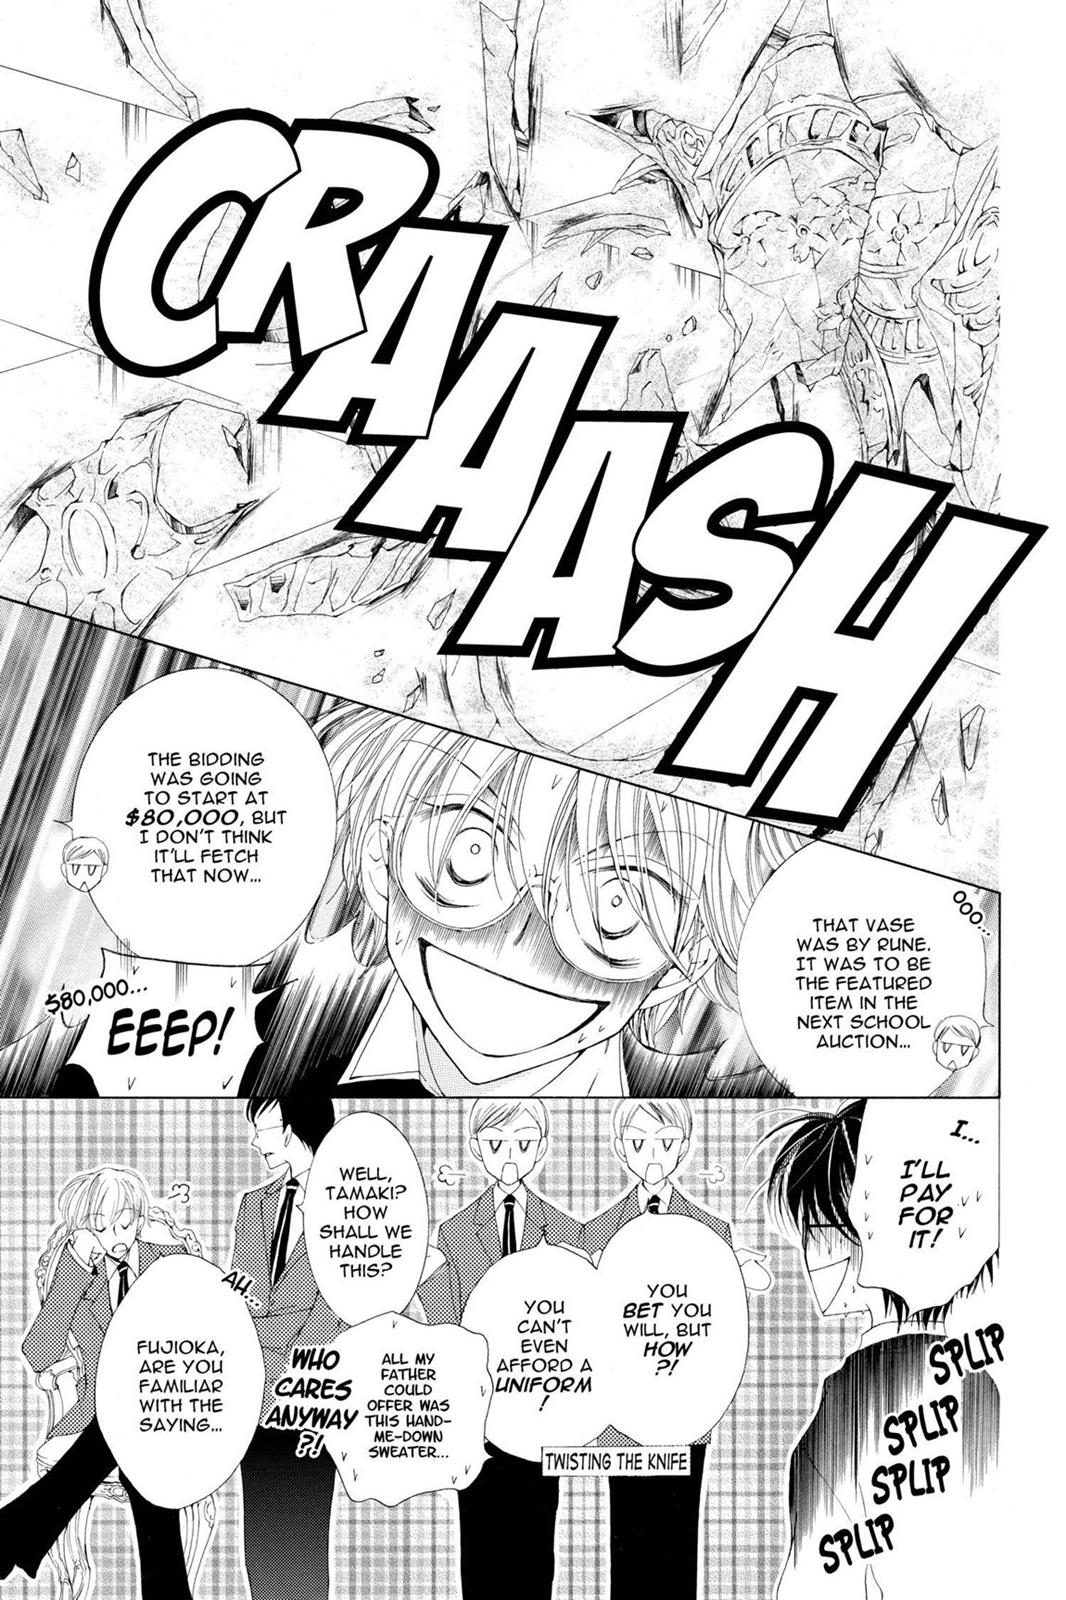 CRAAASH
OOO...
THAT VASE
WAS BY RUNE.
IT WAS TO BE
THE FEATURED
ITEM IN THE
NEXT SCHOOL
AUCTION...
THE BIDDING
WAS GOING
TO START AT
$80,000, BUT
I DON'T THINK
IT'LL FETCH
THAT NOW...
$80,000...
EEEP!
I...
I'LL
PAY
FOR
IT!
SPLIP
SPLIP
SPLIP
SPLIP
YOU
BET YOU
WILL, BUT
HOW
?!
YOU
CAN'T
EVEN
AFFORD A
UNIFORM
!
TWISTING THE KNIFE
ALL MY
FATHER
COULD
OFFER WAS
THIS HAND-
ME-DOWN
SWEATER...
WHO
CARES
ANYWAY
?!
WELL,
TAMAKI?
HOW
SHALL WE
HANDLE
THIS?
AH...
FUJIOKA,
ARE YOU
FAMILIAR
WITH THE
SAYING...